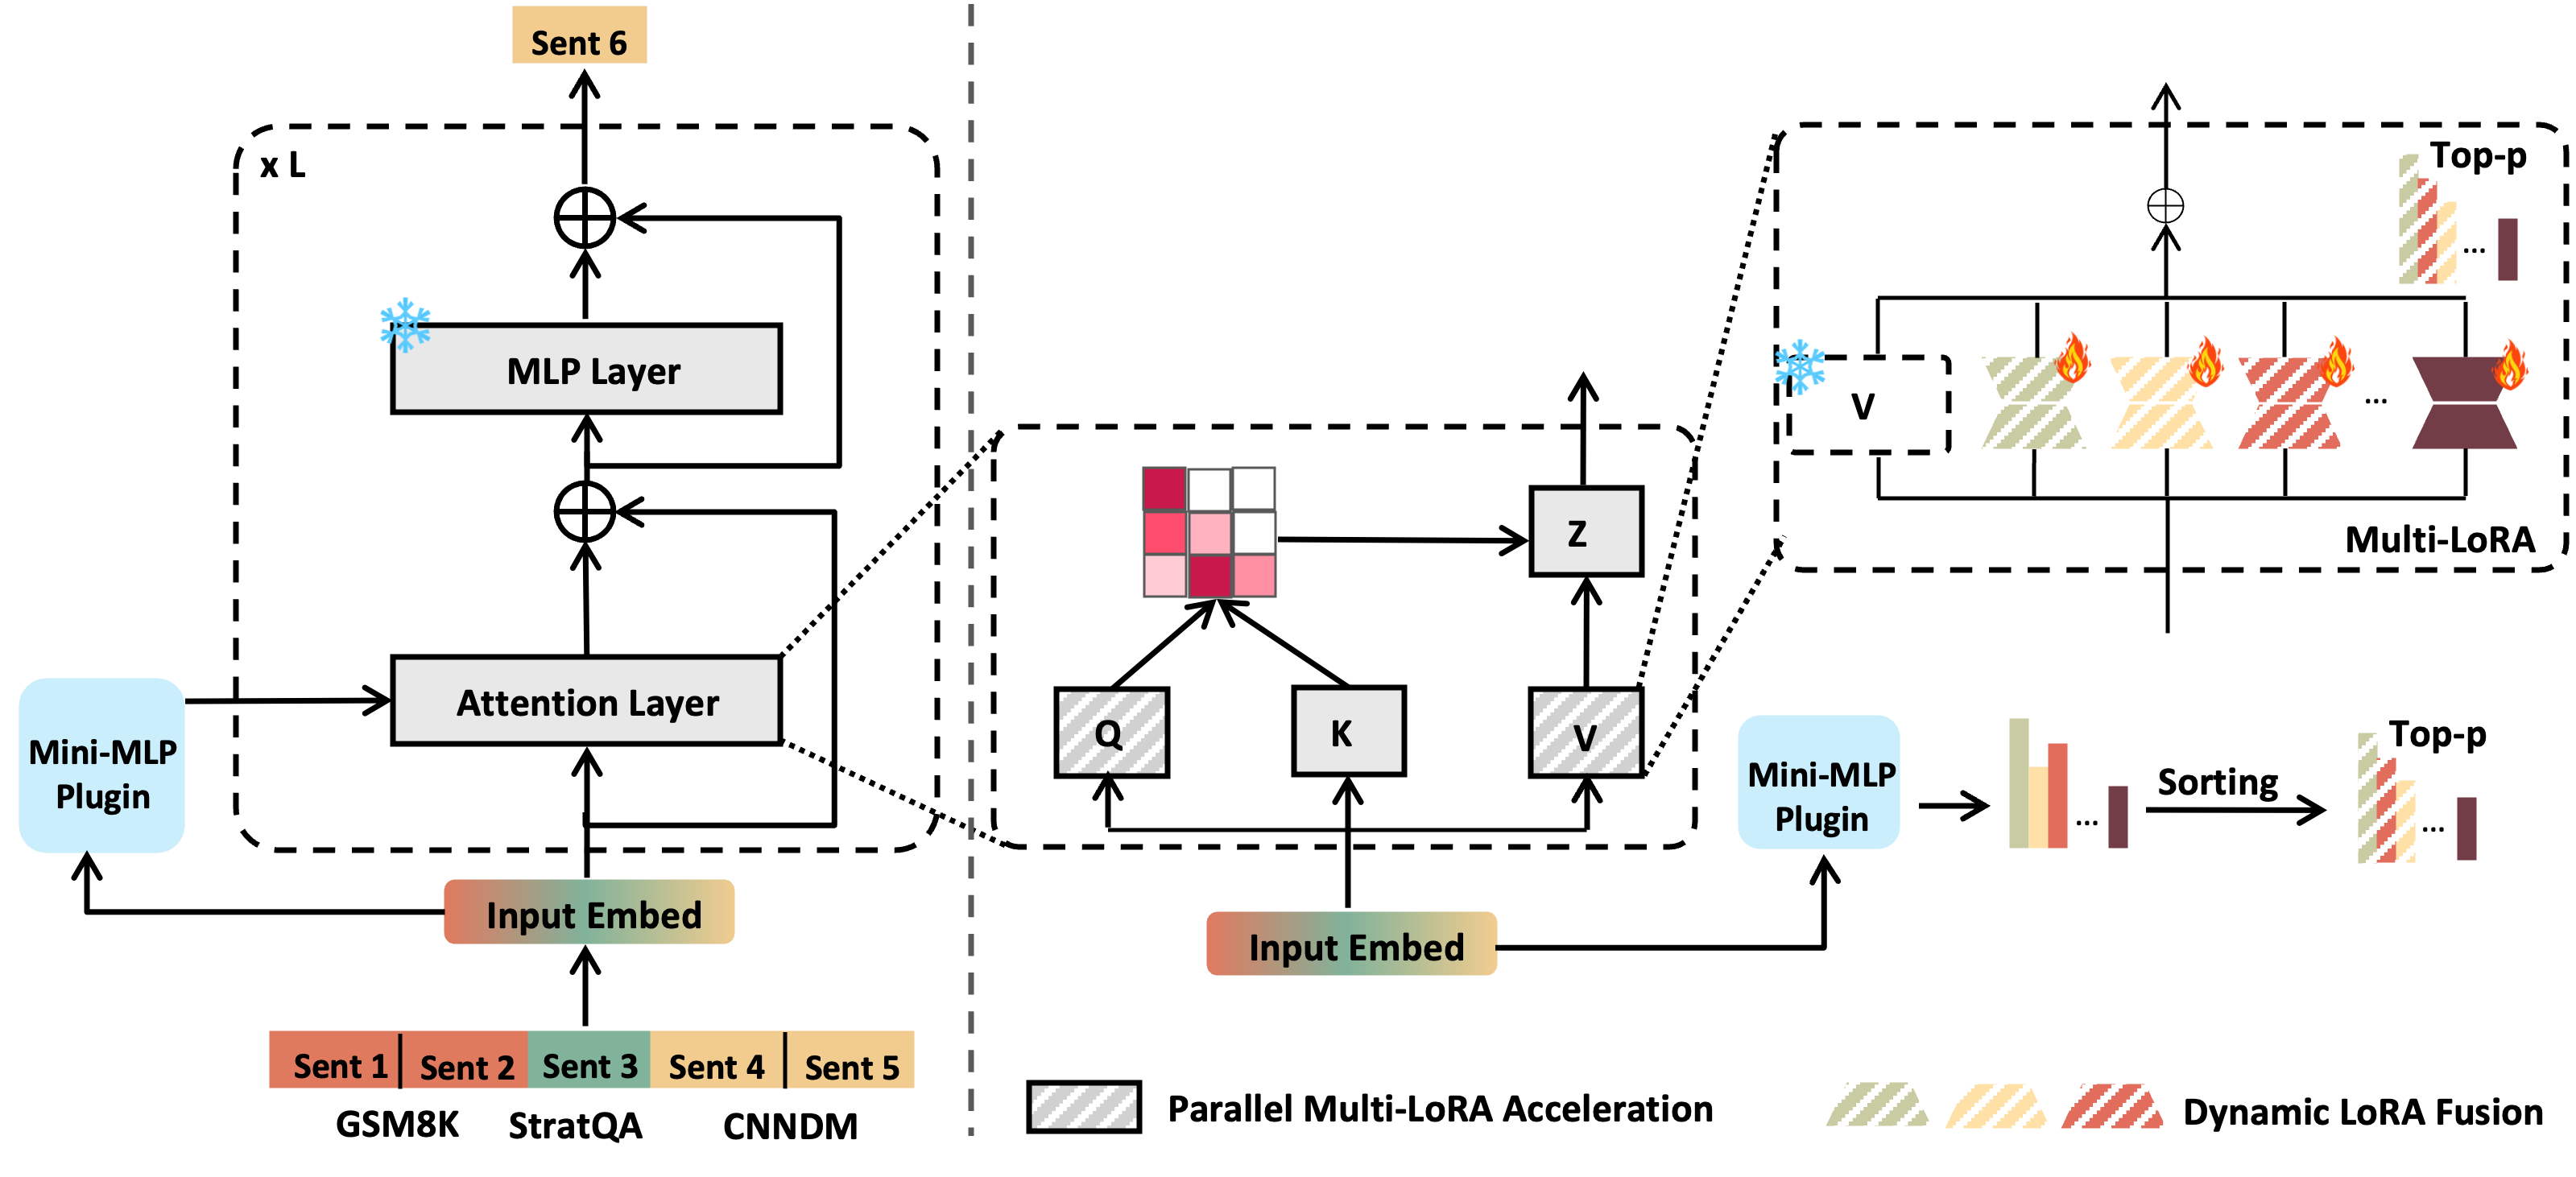 Sent 6
x L
MLP Layer
Attention Layer
Mini-MLP
Plugin
Input Embed
Sent 1
Sent 2
Sent 3
Sent 4
Sent 5
GSM8K
StratQA
CNNDM
Z
Q
K
V
Input Embed
Top-p
...
V
...
Multi-LoRA
Mini-MLP
Plugin
...
Sorting
Top-p
...
Parallel Multi-LoRA Acceleration
Dynamic LoRA Fusion